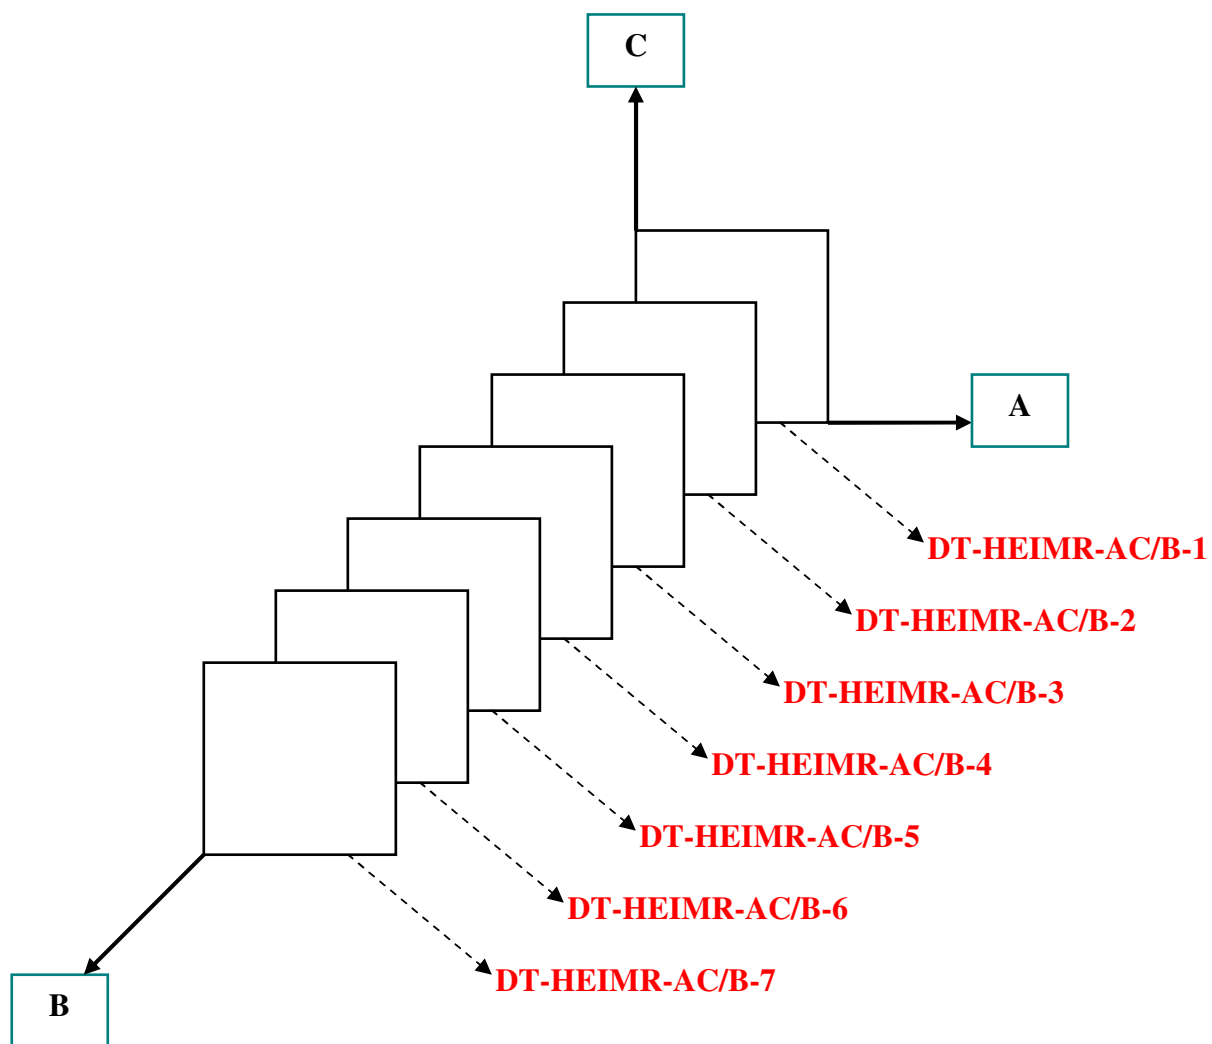 C
A
DT-HEIMR-AC/B-1
DT-HEIMR-AC/B-2
DT-HEIMR-AC/B-3
DT-HEIMR-AC/B-4
DT-HEIMR-AC/B-5
DT-HEIMR-AC/B-6
DT-HEIMR-AC/B-7
B